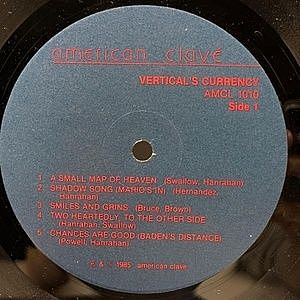 american clavé
VERTICAL'S CURRENCY
AMCL 1010
Side 1
1 A SMALL MAP OF HEAVEN (Swallow, Hanrahan)
2 SHADOW SONG (MARIO'S IN) (Hernandez,
Hanrahan)
3 SMILES AND GRINS (Bruce, Brown)
4 TWO HEARTEDLY, TO THE OTHER SIDE
(Hanrahan, Swallow)
5 CHANCES ARE GOOD (BADEN'S DISTANCE)
(Powell, Hanrahan)
℗ & © 1985 american clave